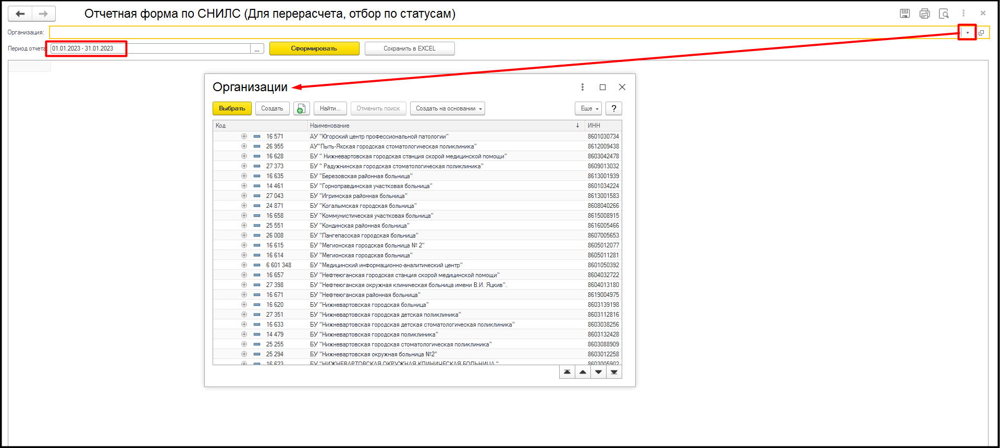 Отчетная форма по СНИЛС (Для перерасчета, отбор по статусам)
Организация:
Период отчета: 01.01.2023 - 31.01.2023 ... Сформировать Сохранить в EXCEL
Организации
Выбрать Создать Найти... Отменить поиск Создать на основании Еще ?
Код Наименование ↓ ИНН
16 571 АУ "Югорский центр профессиональной патологии" 8601030734
26 955 АУ"Пыть-Яхская городская стоматологическая поликлиника" 8612009438
16 628 БУ " Нижневартовская городская станция скорой медицинской помощи" 8603042478
27 373 БУ " Радужнинская городская стоматологическая поликлиника" 8609013032
16 635 БУ "Березовская районная больница" 8613001939
14 461 БУ "Горноправдинская участковая больница" 8601034224
27 043 БУ "Игримская районная больница" 8613001583
24 871 БУ "Когалымская городская больница" 8608040266
16 658 БУ "Коммунистическая участковая больница" 8615008915
25 551 БУ "Кондинская районная больница" 8616005466
26 008 БУ "Лангепасская городская больница" 8607005653
16 615 БУ "Мегионская городская больница № 2" 8605012077
16 614 БУ "Мегионская городская больница" 8605011281
6 601 348 БУ "Медицинский информационно-аналитический центр" 8601050392
16 657 БУ "Нефтеюганская городская станция скорой медицинской помощи" 8604032722
27 398 БУ "Нефтеюганская окружная клиническая больница имени В.И. Яцкив". 8604013180
16 671 БУ "Нефтеюганская районная больница" 8619004975
16 620 БУ "Нижневартовская городская больница" 8603139198
27 351 БУ "Нижневартовская городская детская поликлиника" 8603112816
16 633 БУ "Нижневартовская городская детская стоматологическая поликлиника" 8603038256
14 479 БУ "Нижневартовская городская поликлиника" 8603132428
25 255 БУ "Нижневартовская городская стоматологическая поликлиника" 8603088909
25 294 БУ "Нижневартовская окружная больница №2" 8603012258
16 623 БУ "НИЖНЕВАРТОВСКАЯ ОКРУЖНАЯ КЛИНИЧЕСКАЯ БОЛЬНИЦА " 8603005902